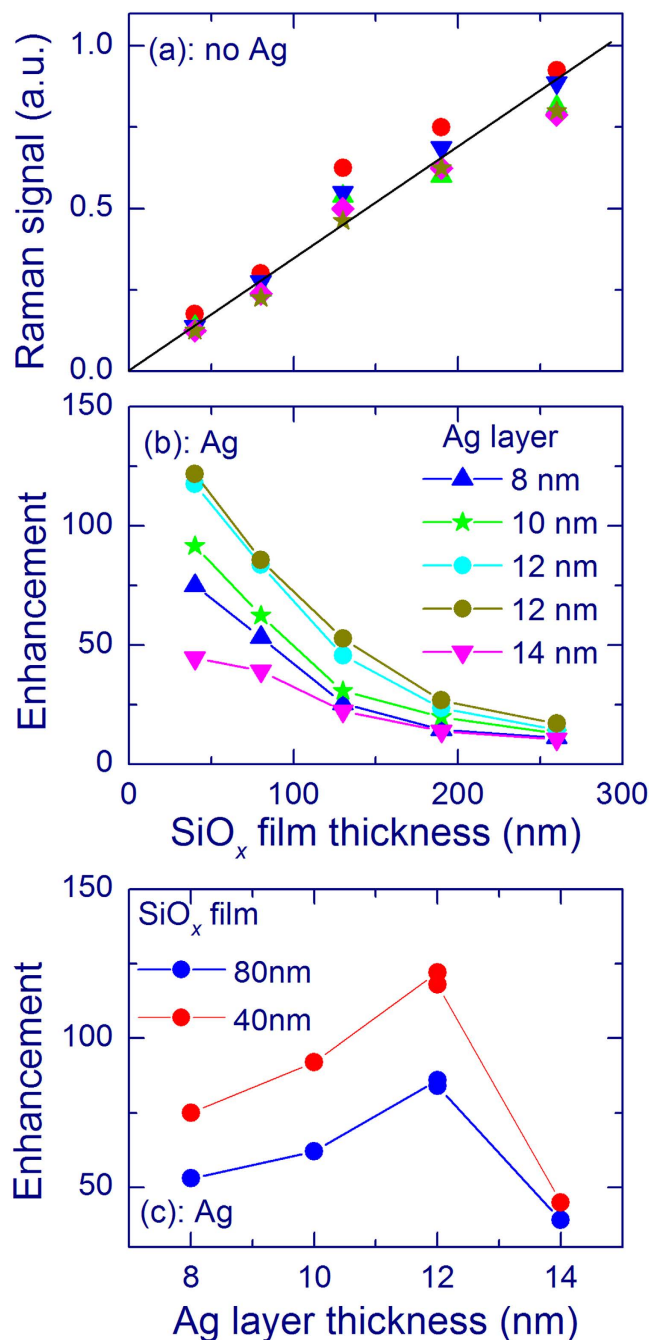 1.0
(a): no Ag
Raman signal (a.u.)
0.5
0.0
150
(b): Ag
Ag layer
8 nm
100
10 nm
12 nm
12 nm
50
14 nm
Enhancement
0
0 100 200 300
SiOₓ film thickness (nm)
150
SiOₓ film
80nm
40nm
100
Enhancement
50
(c): Ag
8 10 12 14
Ag layer thickness (nm)